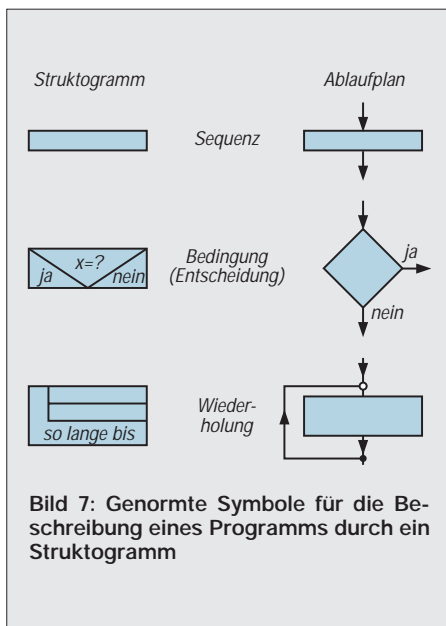 Struktogramm
Ablaufplan
Sequenz
x=?
ja
nein
Bedingung
(Entscheidung)
ja
nein
so lange bis
Wieder-
holung
Bild 7: Genormte Symbole für die Be-
schreibung eines Programms durch ein
Struktogramm